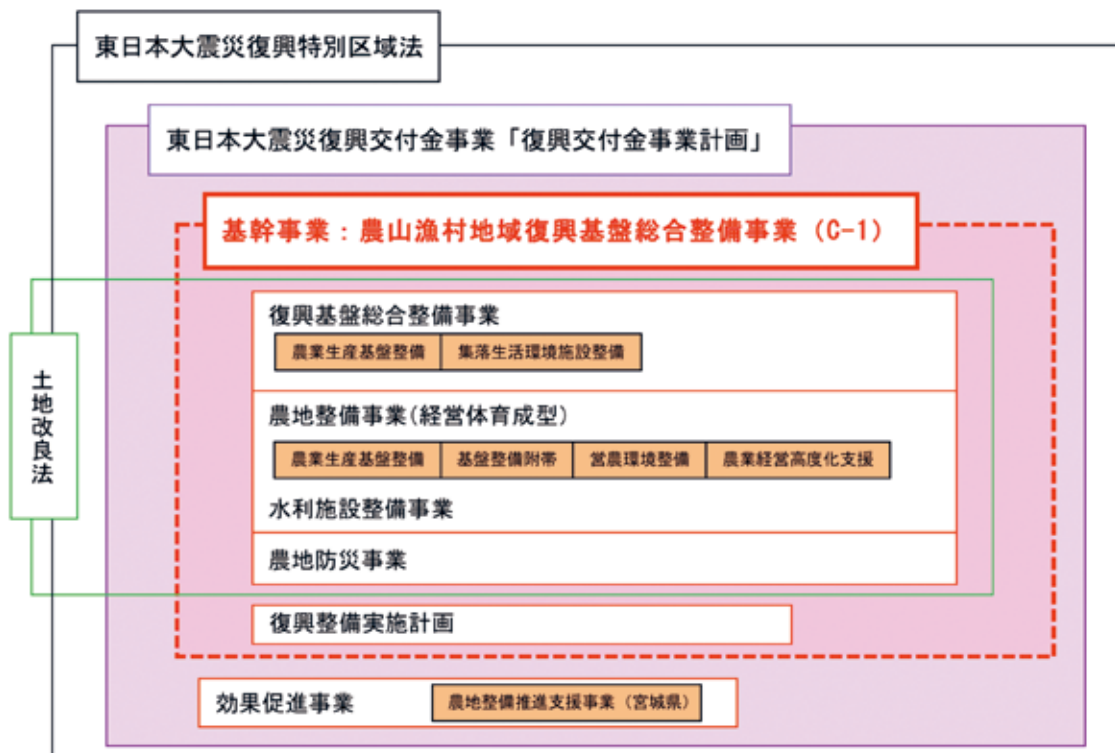 東日本大震災復興特別区域法
東日本大震災復興交付金事業「復興交付金事業計画」
基幹事業：農山漁村地域復興基盤総合整備事業（C-1）
土地改良法
復興基盤総合整備事業
農業生産基盤整備 集落生活環境施設整備
農地整備事業(経営体育成型)
農業生産基盤整備 基盤整備附帯 営農環境整備 農業経営高度化支援
水利施設整備事業
農地防災事業
復興整備実施計画
効果促進事業 農地整備推進支援事業（宮城県）